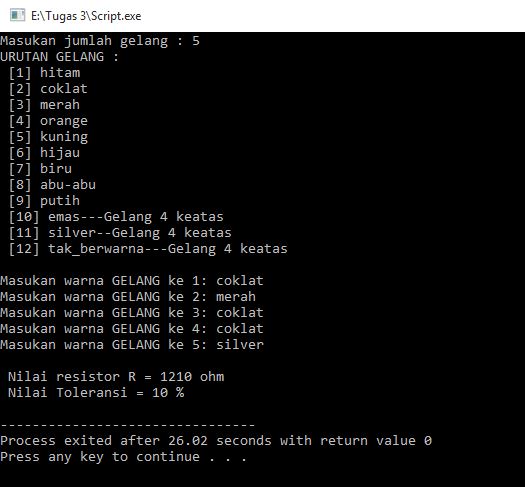 E:\Tugas 3\Script.exe
Masukan jumlah gelang : 5
URUTAN GELANG :
[1] hitam
[2] coklat
[3] merah
[4] orange
[5] kuning
[6] hijau
[7] biru
[8] abu-abu
[9] putih
[10] emas---Gelang 4 keatas
[11] silver--Gelang 4 keatas
[12] tak_berwarna---Gelang 4 keatas
Masukan warna GELANG ke 1: coklat
Masukan warna GELANG ke 2: merah
Masukan warna GELANG ke 3: coklat
Masukan warna GELANG ke 4: coklat
Masukan warna GELANG ke 5: silver
Nilai resistor R = 1210 ohm
Nilai Toleransi = 10 %
--------------------------------
Process exited after 26.02 seconds with return value 0
Press any key to continue . . .